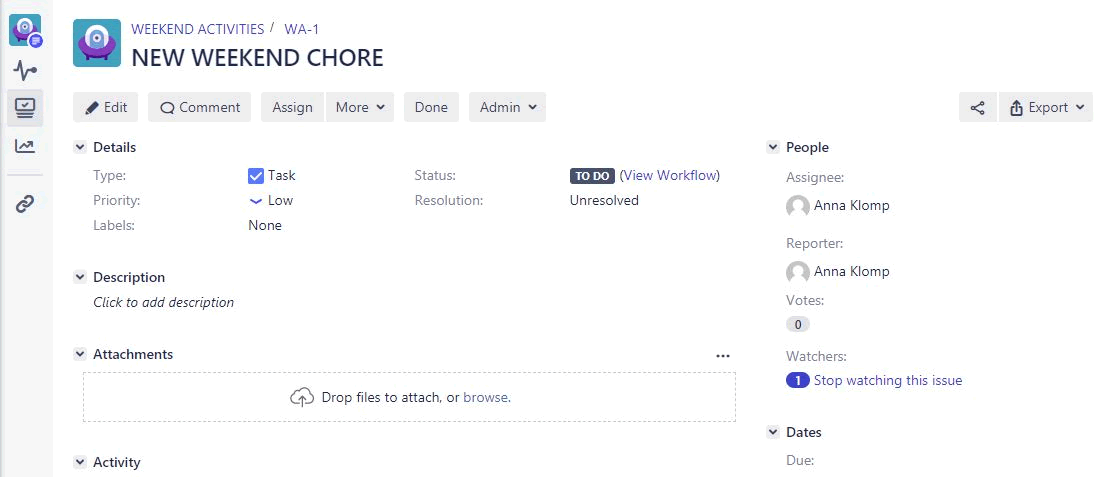 WEEKEND ACTIVITIES / WA-1
NEW WEEKEND CHORE
Edit Comment Assign More Done Admin Export
Details
Type: Task Status: TO DO (View Workflow)
Priority: Low Resolution: Unresolved
Labels: None
Description
Click to add description
Attachments
Drop files to attach, or browse.
Activity
People
Assignee:
Anna Klomp
Reporter:
Anna Klomp
Votes:
0
Watchers:
1 Stop watching this issue
Dates
Due: